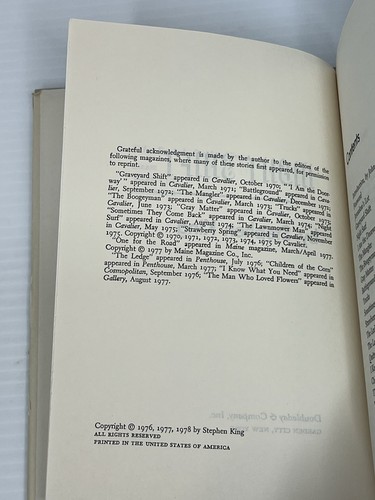 Grateful acknowledgment is made by the author to the editors of the
following magazines, where many of these stories first appeared, for permission
to reprint.
"Graveyard Shift" appeared in Cavalier, October 1970; "I Am the Door-
way" appeared in Cavalier, March 1971; "Battleground" appeared in Cava-
lier, September 1972; "The Mangler" appeared in Cavalier, December 1972;
"The Boogeyman" appeared in Cavalier, March 1973; "Trucks" appeared in
Cavalier, June 1973; "Gray Matter" appeared in Cavalier, October 1973;
"Sometimes They Come Back" appeared in Cavalier, March 1974; "Night
Surf" appeared in Cavalier, August 1974; "The Lawnmower Man" appeared
in Cavalier, May 1975; "Strawberry Spring" appeared in Cavalier, November
1975. Copyright © 1970, 1971, 1972, 1973, 1974, 1975 by Cavalier.
"One for the Road" appeared in Maine magazine, March/April 1977.
Copyright © 1977 by Maine Magazine Co., Inc.
"The Ledge" appeared in Penthouse, July 1976; "Children of the Corn"
appeared in Penthouse, March 1977; "I Know What You Need" appeared in
Cosmopolitan, September 1976; "The Man Who Loved Flowers" appeared in
Gallery, August 1977.
Copyright © 1976, 1977, 1978 by Stephen King
ALL RIGHTS RESERVED
PRINTED IN THE UNITED STATES OF AMERICA
Contents